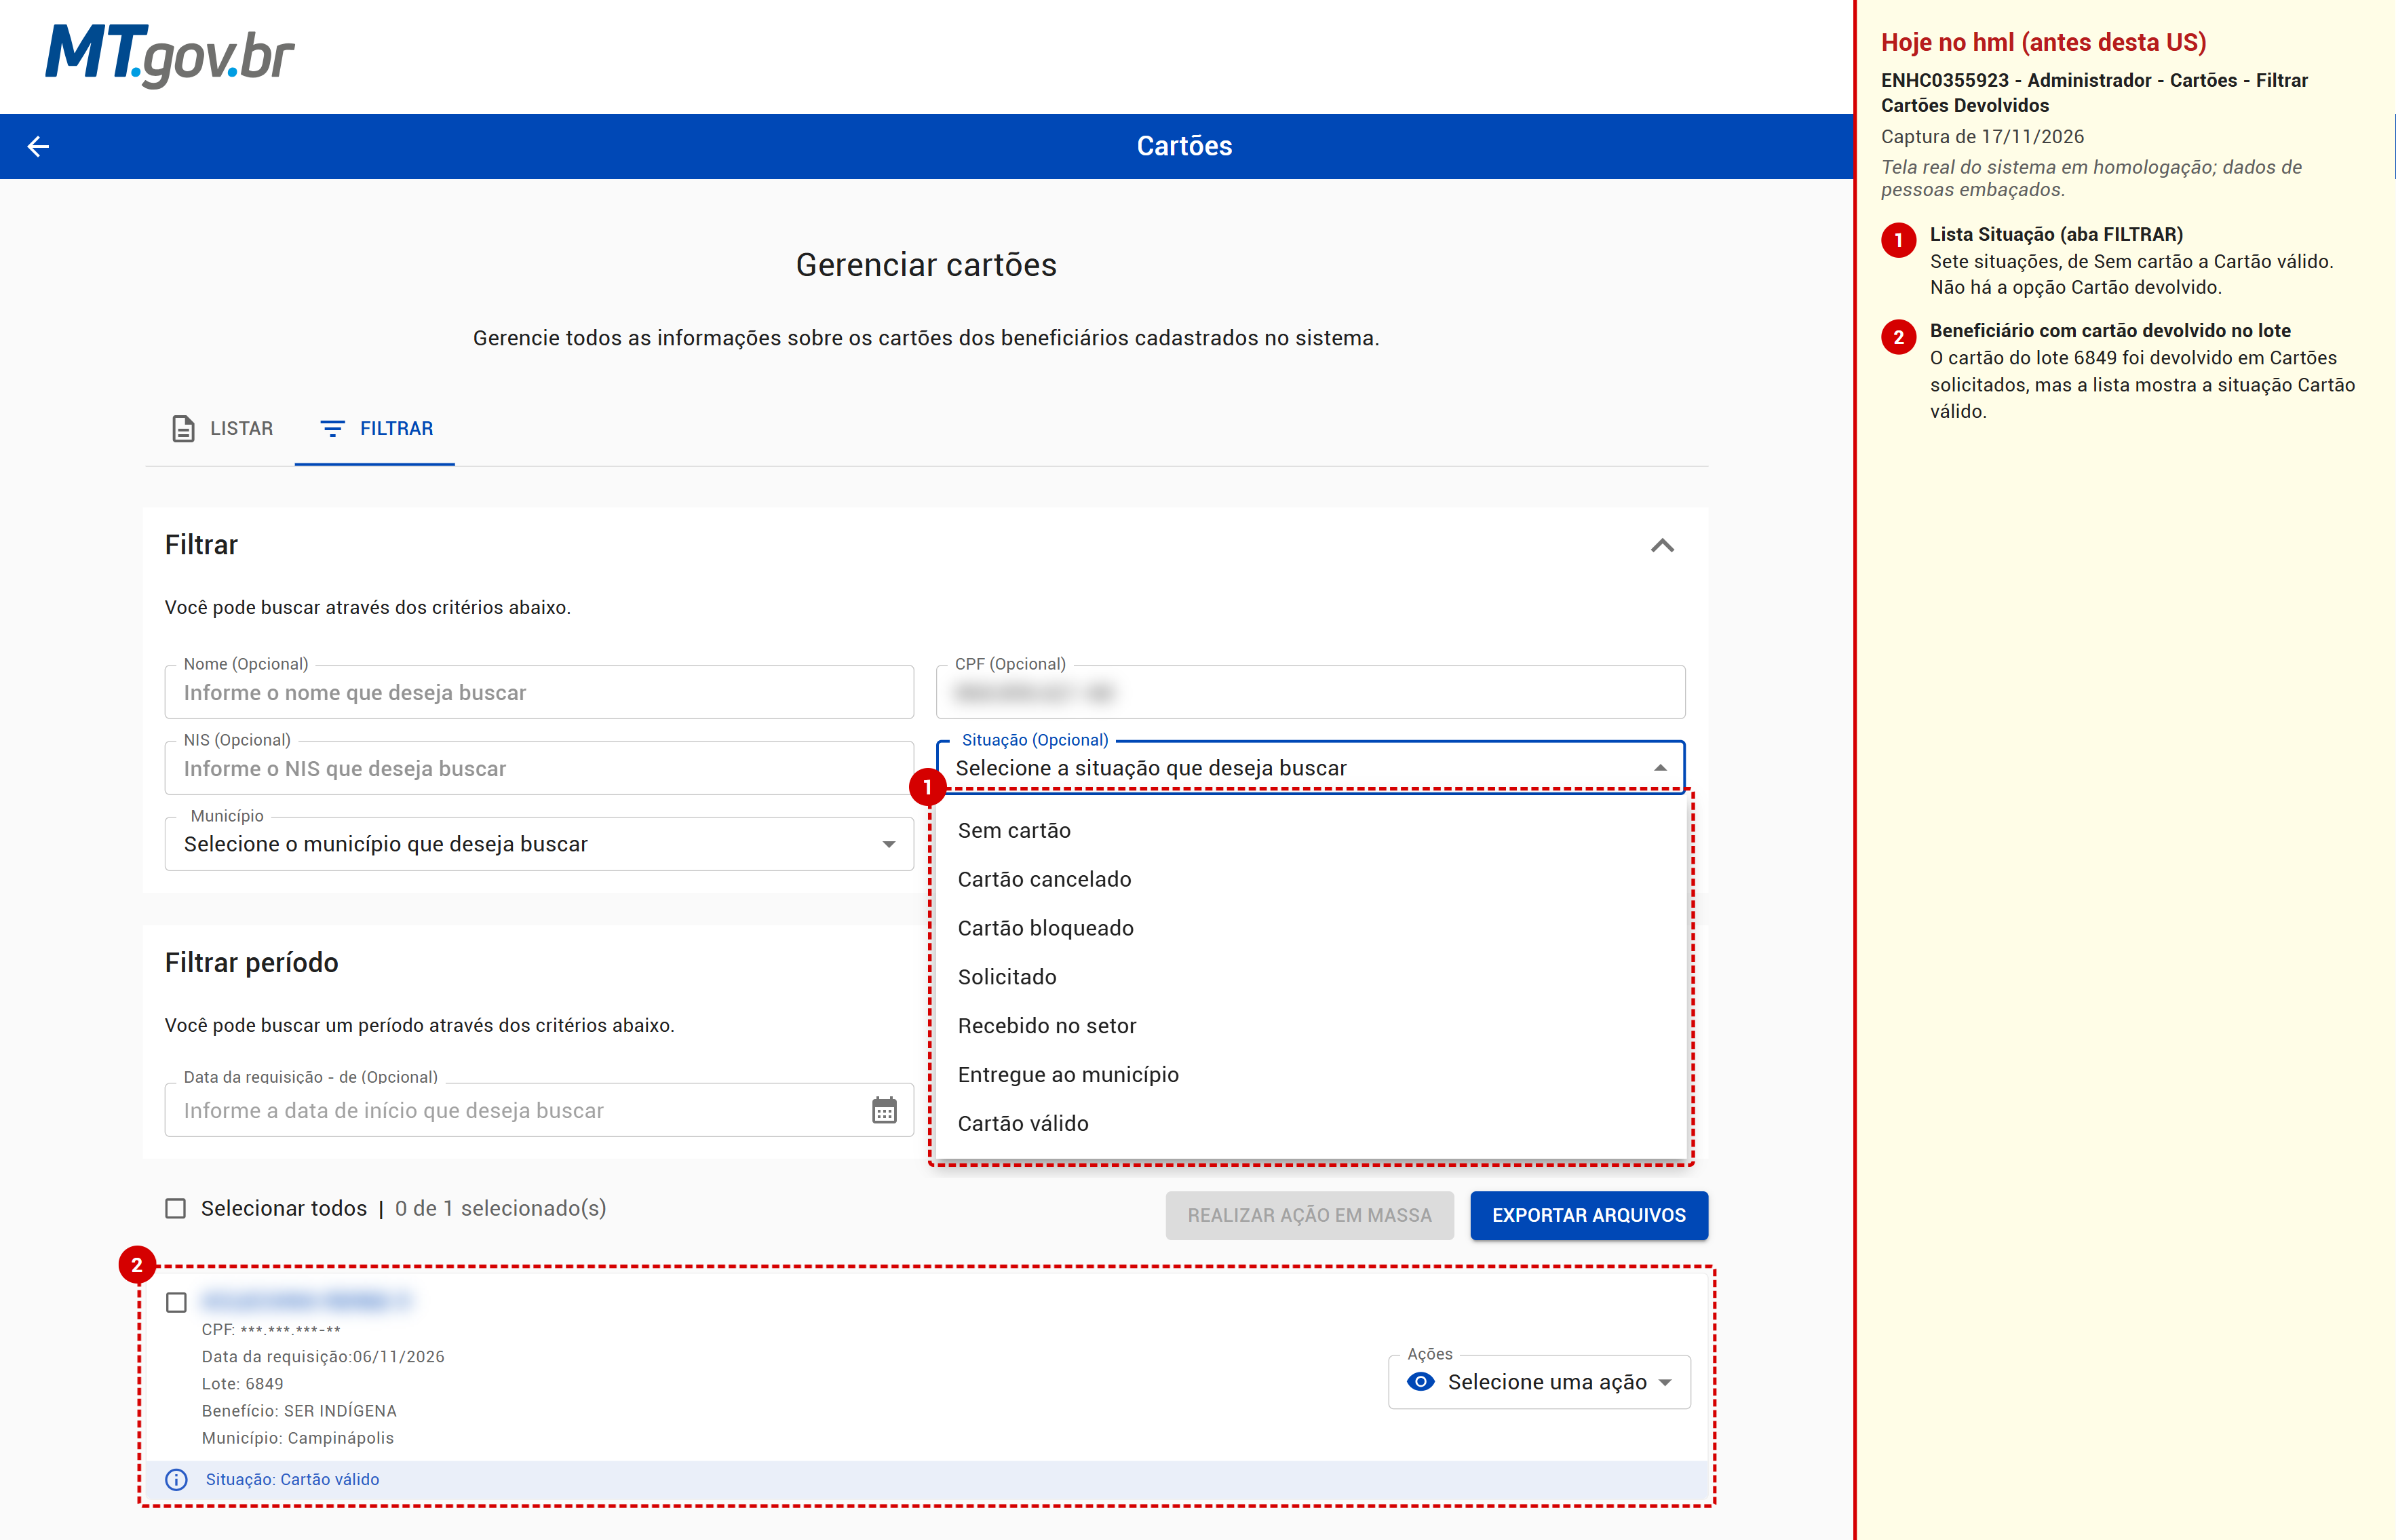 MT.gov.br
Cartões
Gerenciar cartões
Gerencie todos as informações sobre os cartões dos beneficiários cadastrados no sistema.
LISTAR
FILTRAR
Filtrar
Você pode buscar através dos critérios abaixo.
Nome (Opcional)
Informe o nome que deseja buscar
CPF (Opcional)
NIS (Opcional)
Informe o NIS que deseja buscar
Situação (Opcional)
Selecione a situação que deseja buscar
1
Município
Selecione o município que deseja buscar
Sem cartão
Cartão cancelado
Cartão bloqueado
Solicitado
Recebido no setor
Entregue ao município
Cartão válido
Filtrar período
Você pode buscar um período através dos critérios abaixo.
Data da requisição - de (Opcional)
Informe a data de início que deseja buscar
Selecionar todos | 0 de 1 selecionado(s)
REALIZAR AÇÃO EM MASSA
EXPORTAR ARQUIVOS
2
CPF: ***.***.***-**
Data da requisição:06/11/2026
Lote: 6849
Benefício: SER INDÍGENA
Município: Campinápolis
Ações
Selecione uma ação
Situação: Cartão válido
Hoje no hml (antes desta US)
ENHC0355923 - Administrador - Cartões - Filtrar
Cartões Devolvidos
Captura de 17/11/2026
Tela real do sistema em homologação; dados de
pessoas embaçados.
1
Lista Situação (aba FILTRAR)
Sete situações, de Sem cartão a Cartão válido.
Não há a opção Cartão devolvido.
2
Beneficiário com cartão devolvido no lote
O cartão do lote 6849 foi devolvido em Cartões
solicitados, mas a lista mostra a situação Cartão
válido.